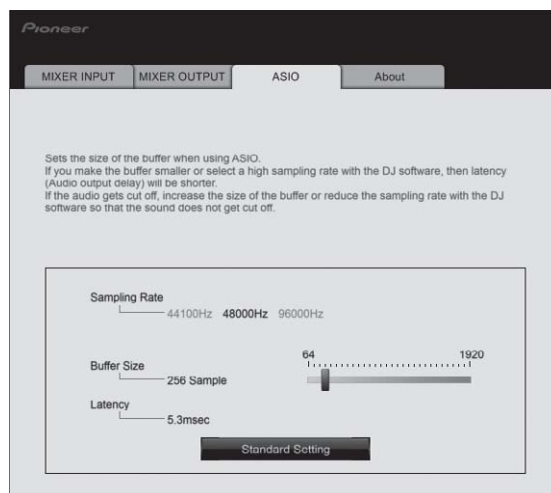 Pioneer
MIXER INPUT MIXER OUTPUT ASIO About
Sets the size of the buffer when using ASIO.
If you make the buffer smaller or select a high sampling rate with the DJ software, then latency
(Audio output delay) will be shorter.
If the audio gets cut off, increase the size of the buffer or reduce the sampling rate with the DJ
software so that the sound does not get cut off.
Sampling Rate
44100Hz 48000Hz 96000Hz
64 1920
Buffer Size
256 Sample
Latency
5.3msec
Standard Setting